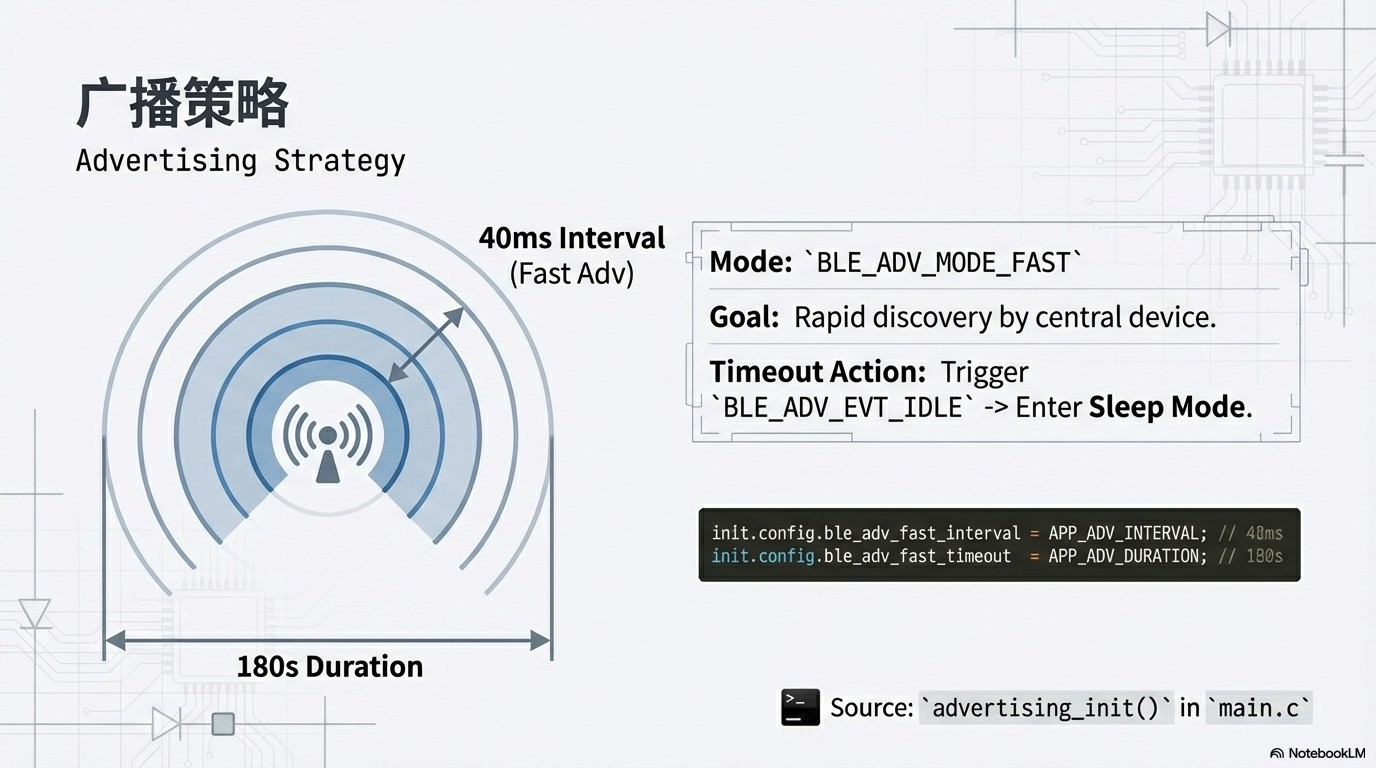 广播策略
Advertising Strategy
40ms Interval
(Fast Adv)
180s Duration
Mode: `BLE_ADV_MODE_FAST`
Goal: Rapid discovery by central device.
Timeout Action: Trigger
`BLE_ADV_EVT_IDLE` -> Enter Sleep Mode.
init.config.ble_adv_fast_interval = APP_ADV_INTERVAL; // 40ms
init.config.ble_adv_fast_timeout = APP_ADV_DURATION; // 180s
>_
Source: `advertising_init()` in `main.c`
NotebookLM